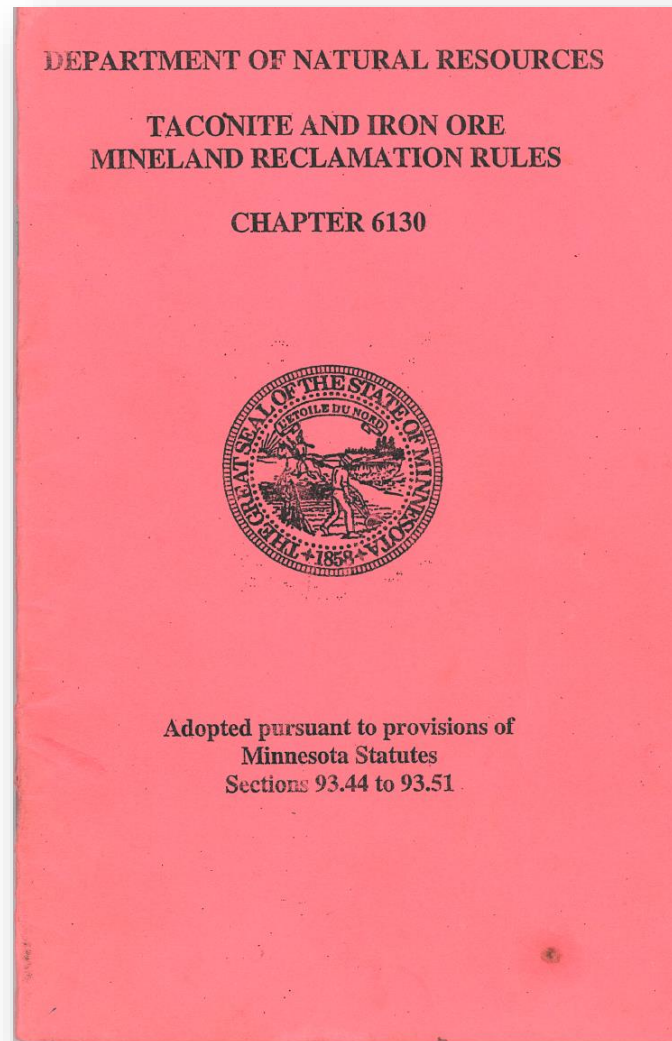 DEPARTMENT OF NATURAL RESOURCES
TACONITE AND IRON ORE
MINELAND RECLAMATION RULES
CHAPTER 6130
THE GREAT SEAL OF THE STATE OF MINNESOTA
L'ETOILE DU NORD
1858
Adopted pursuant to provisions of
Minnesota Statutes
Sections 93.44 to 93.51